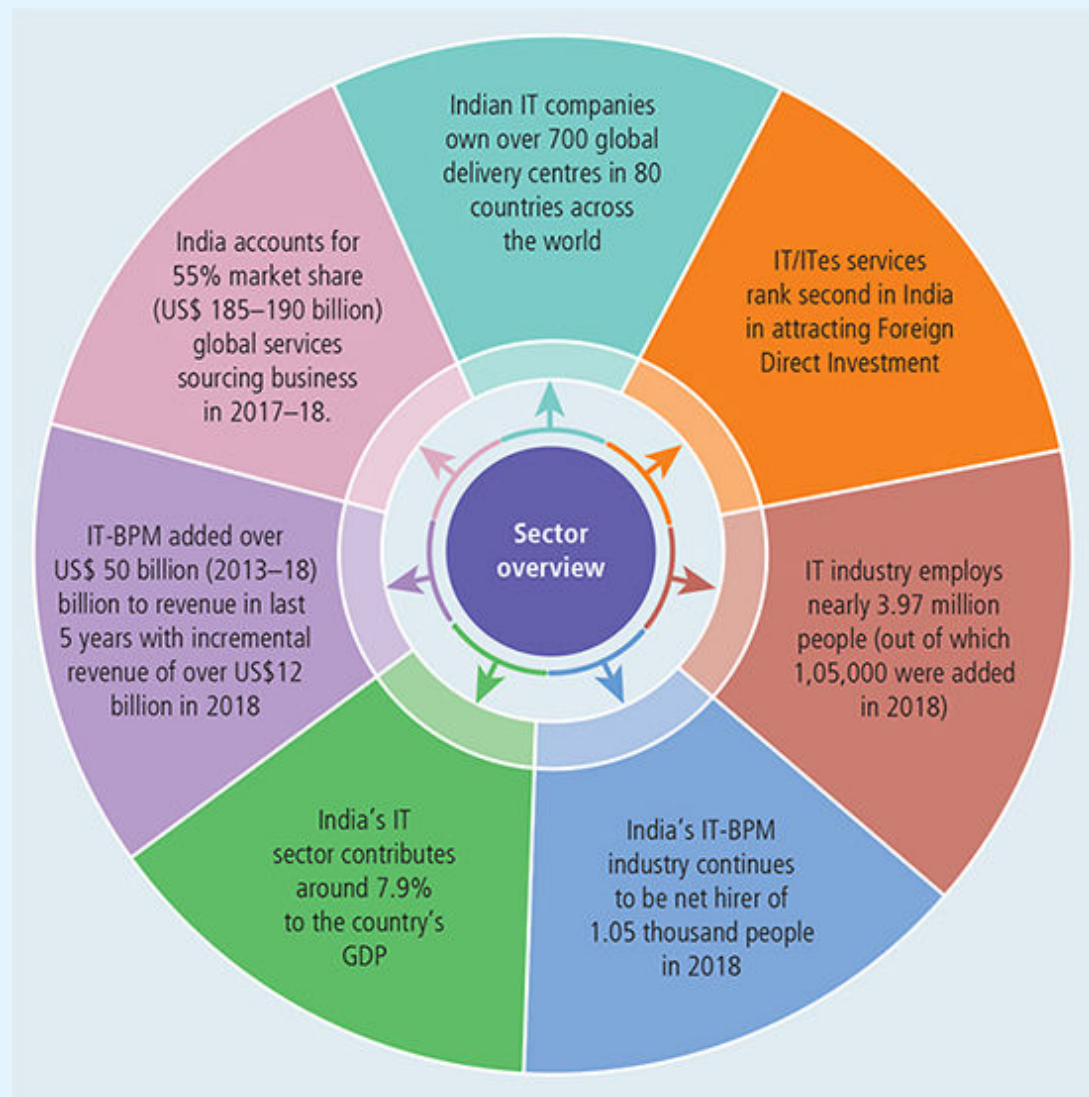 Indian IT companies
own over 700 global
delivery centres in 80
countries across
the world
IT/ITes services
rank second in India
in attracting Foreign
Direct Investment
IT industry employs
nearly 3.97 million
people (out of which
1,05,000 were added
in 2018)
India's IT-BPM
industry continues
to be net hirer of
1.05 thousand people
in 2018
India's IT
sector contributes
around 7.9%
to the country's
GDP
IT-BPM added over
US$ 50 billion (2013–18)
billion to revenue in last
5 years with incremental
revenue of over US$12
billion in 2018
India accounts for
55% market share
(US$ 185–190 billion)
global services
sourcing business
in 2017–18.
Sector
overview